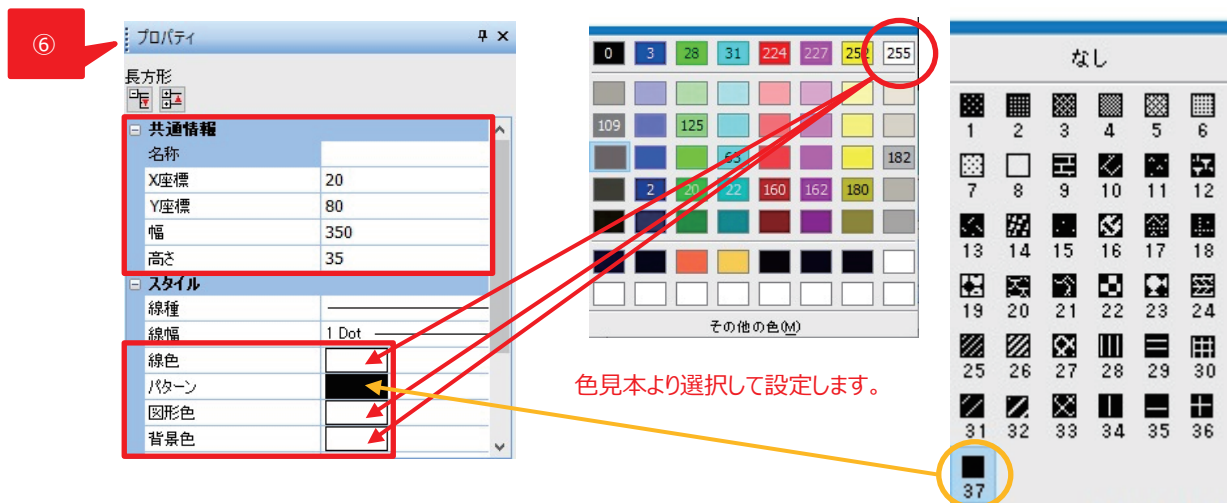 ⑥
プロパティ
長方形
共通情報
名称
X座標 20
Y座標 80
幅 350
高さ 35
スタイル
線種
線幅 1 Dot
線色
パターン
図形色
背景色
0 3 28 31 224 227 252 255
109 125
63 182
2 20 22 160 162 180
その他の色(M)
色見本より選択して設定します。
なし
1 2 3 4 5 6
7 8 9 10 11 12
13 14 15 16 17 18
19 20 21 22 23 24
25 26 27 28 29 30
31 32 33 34 35 36
37